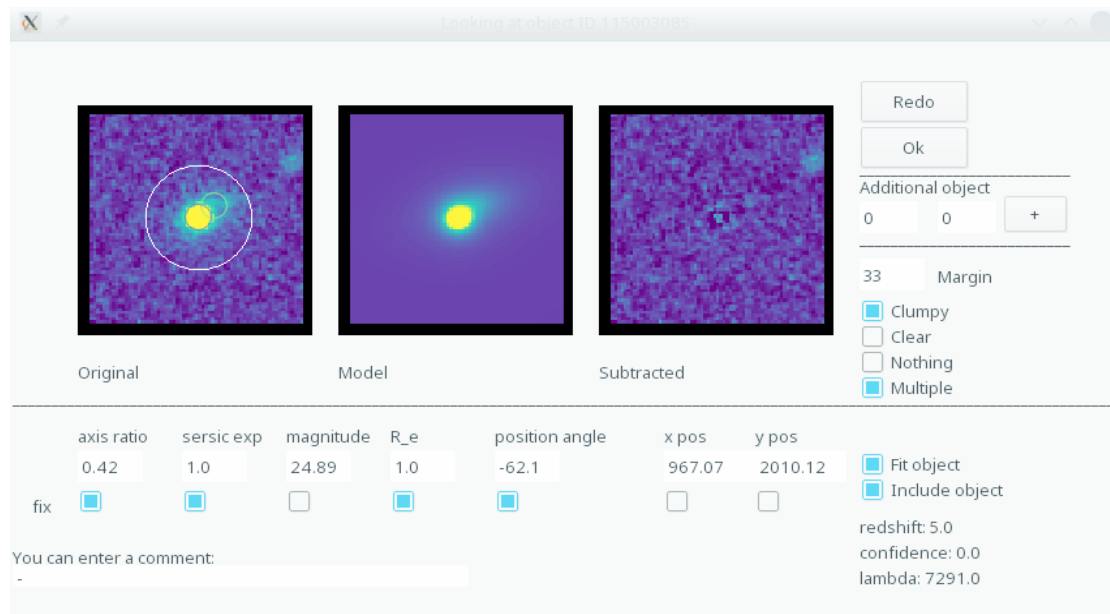 Looking at object ID 115003085
Redo
Ok
Additional object
0 0 +
33 Margin
Clumpy
Clear
Nothing
Multiple
Original Model Subtracted
axis ratio sersic exp magnitude R_e position angle x pos y pos
0.42 1.0 24.89 1.0 -62.1 967.07 2010.12
fix
Fit object
Include object
redshift: 5.0
confidence: 0.0
lambda: 7291.0
You can enter a comment:
-